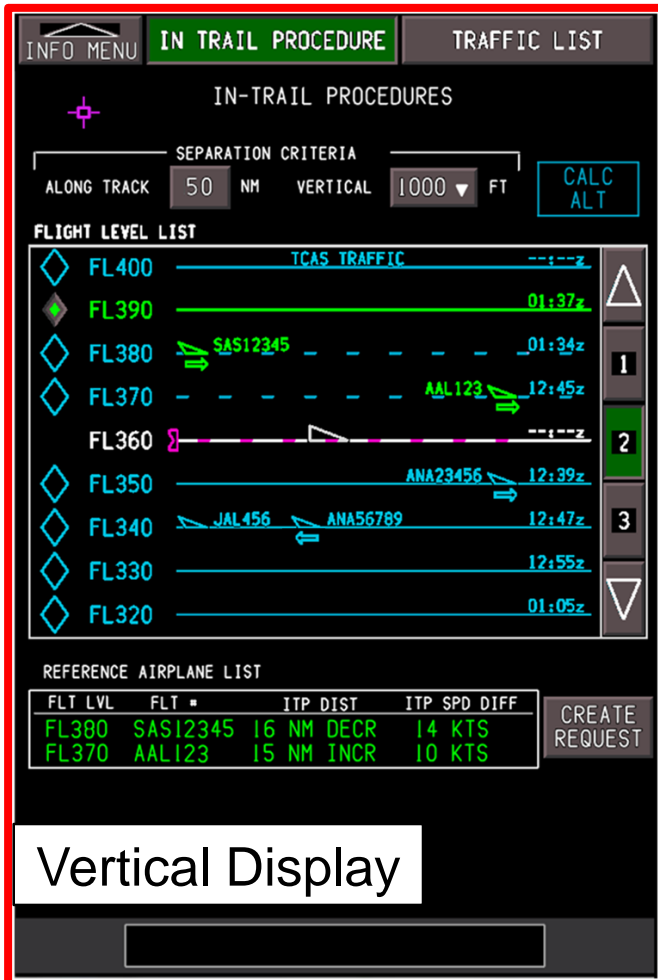 INFO MENU IN TRAIL PROCEDURE TRAFFIC LIST
IN-TRAIL PROCEDURES
SEPARATION CRITERIA
ALONG TRACK 50 NM VERTICAL 1000 ▼ FT CALC ALT
FLIGHT LEVEL LIST
FL400 TCAS TRAFFIC --:--z
FL390 01:37z
FL380 SAS12345 01:34z 1
FL370 AAL123 12:45z
FL360 --:--z 2
FL350 ANA23456 12:39z
FL340 JAL456 ANA56789 12:47z 3
FL330 12:55z
FL320 01:05z
REFERENCE AIRPLANE LIST
FLT LVL FLT # ITP DIST ITP SPD DIFF
FL380 SAS12345 16 NM DECR 14 KTS
FL370 AAL123 15 NM INCR 10 KTS
CREATE REQUEST
Vertical Display